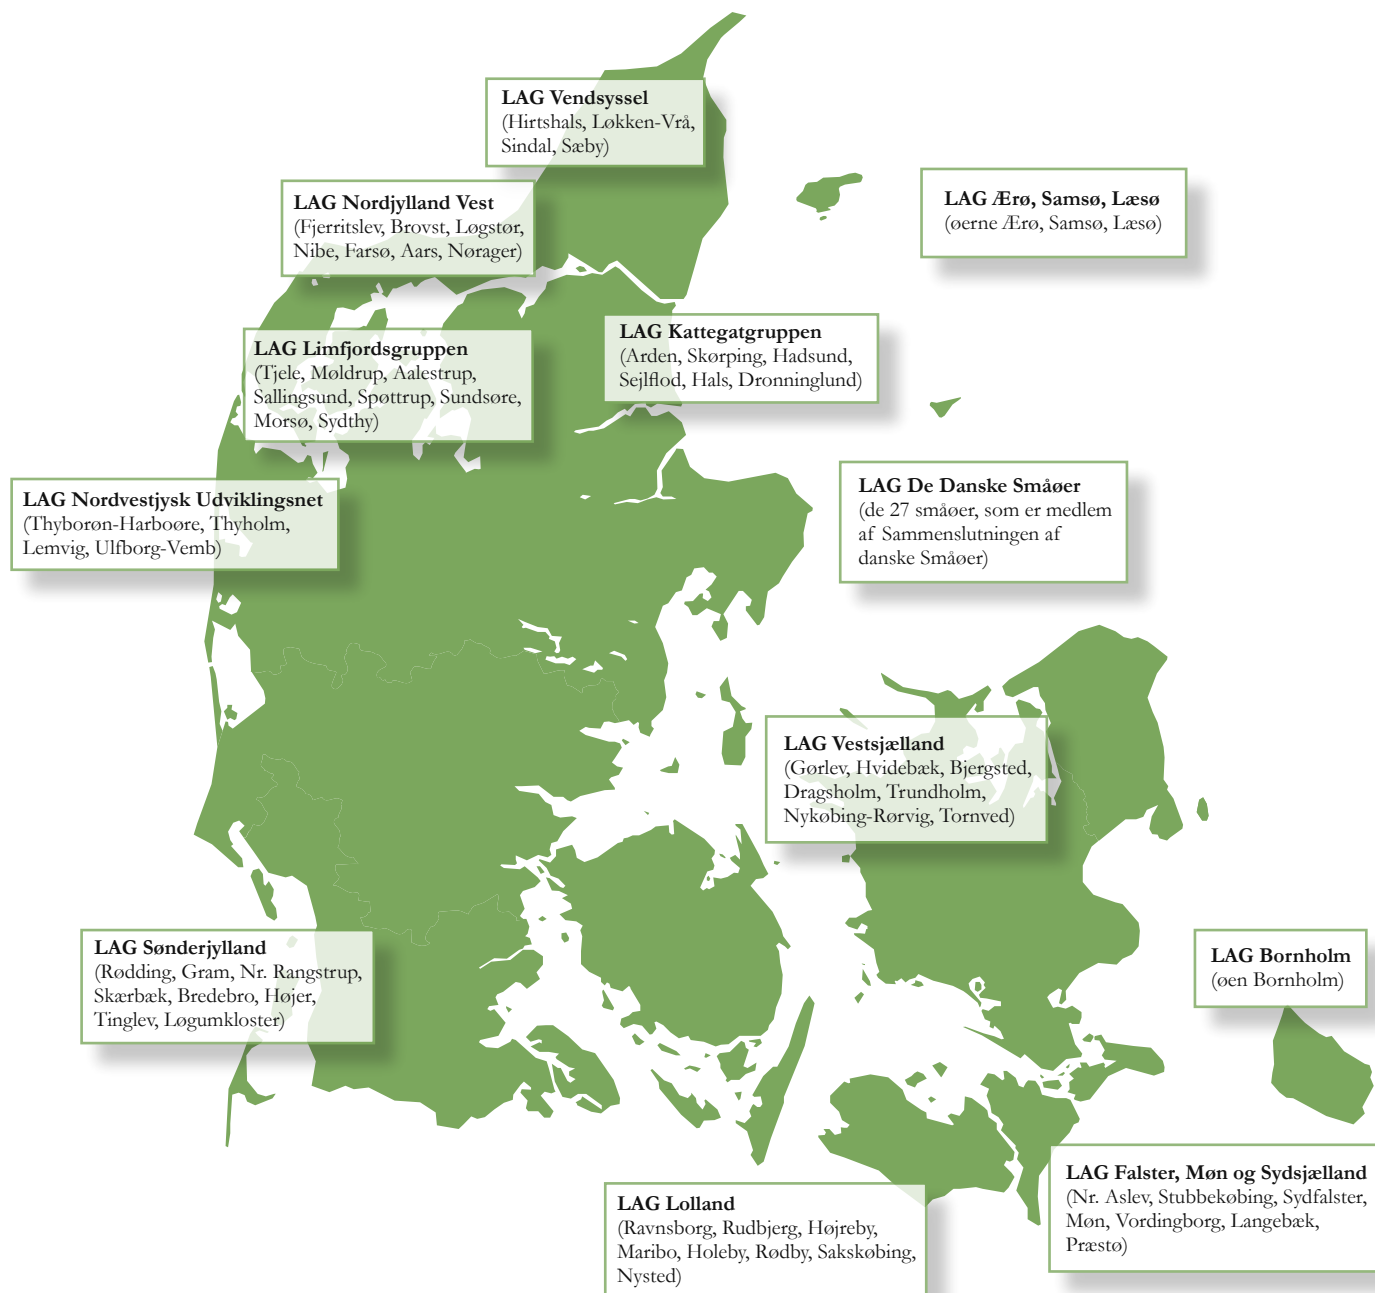 LAG Vendsyssel
(Hirtshals, Løkken-Vrå,
Sindal, Sæby)
LAG Nordjylland Vest
(Fjerritslev, Brovst, Løgstør,
Nibe, Farsø, Aars, Nørager)
LAG Ærø, Samsø, Læsø
(øerne Ærø, Samsø, Læsø)
LAG Limfjordsgruppen
(Tjele, Møldrup, Aalestrup,
Sallingsund, Spøttrup, Sundsøre,
Morsø, Sydthy)
LAG Kattegatgruppen
(Arden, Skørping, Hadsund,
Sejlflod, Hals, Dronninglund)
LAG Nordvestjysk Udviklingsnet
(Thyborøn-Harboøre, Thyholm,
Lemvig, Ulfborg-Vemb)
LAG De Danske Småøer
(de 27 småøer, som er medlem
af Sammenslutningen af
danske Småøer)
LAG Vestsjælland
(Gørlev, Hvidebæk, Bjergsted,
Dragsholm, Trundholm,
Nykøbing-Rørvig, Tornved)
LAG Sønderjylland
(Rødding, Gram, Nr. Rangstrup,
Skærbæk, Bredebro, Højer,
Tinglev, Løgumkloster)
LAG Bornholm
(øen Bornholm)
LAG Lolland
(Ravnsborg, Rudbjerg, Højreby,
Maribo, Holeby, Rødby, Sakskøbing,
Nysted)
LAG Falster, Møn og Sydsjælland
(Nr. Aslev, Stubbekøbing, Sydfalster,
Møn, Vordingborg, Langebæk,
Præstø)